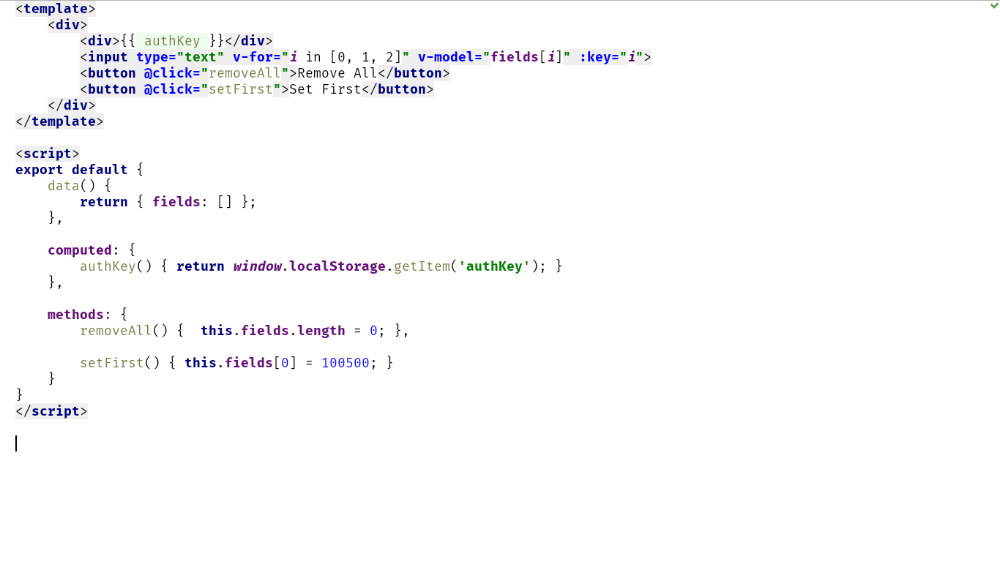 <template>
    <div>
        <div>{{ authKey }}</div>
        <input type="text" v-for="i in [0, 1, 2]" v-model="fields[i]" :key="i">
        <button @click="removeAll">Remove All</button>
        <button @click="setFirst">Set First</button>
    </div>
</template>

<script>
export default {
    data() {
        return { fields: [] };
    },

    computed: {
        authKey() { return window.localStorage.getItem('authKey'); }
    },

    methods: {
        removeAll() {  this.fields.length = 0; },

        setFirst() { this.fields[0] = 100500; }
    }
}
</script>